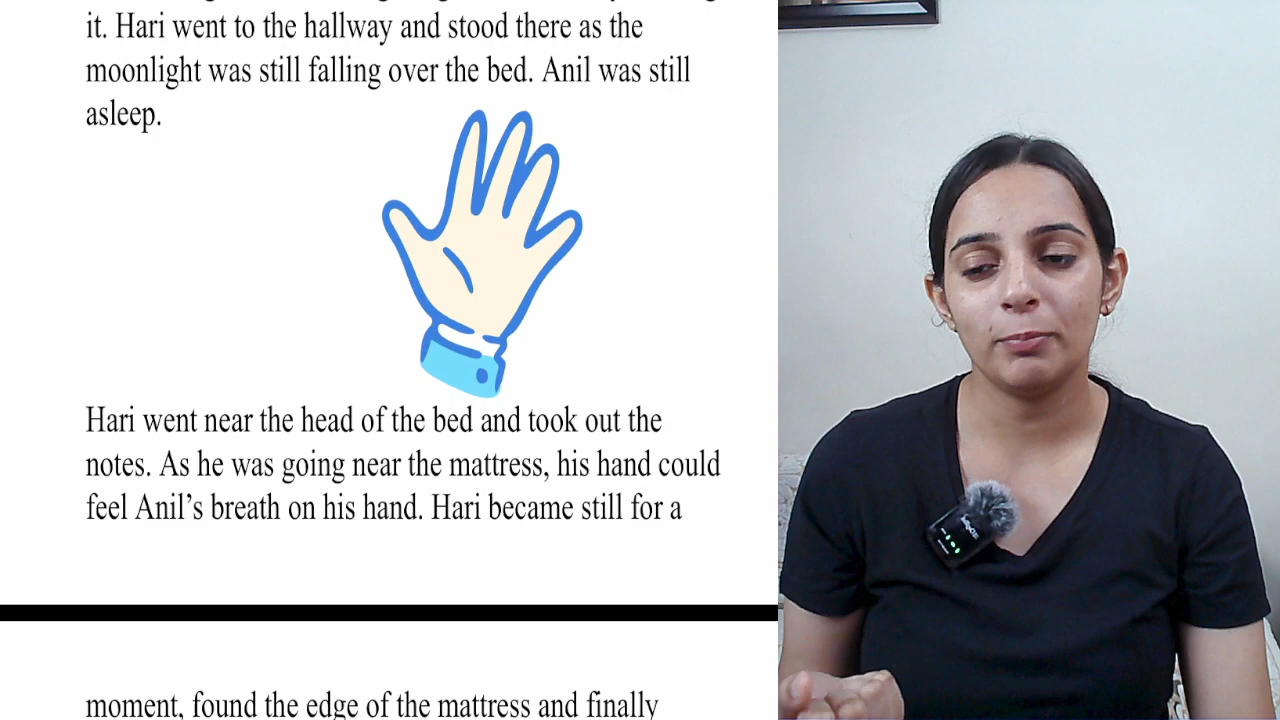 it. Hari went to the hallway and stood there as the
moonlight was still falling over the bed. Anil was still
asleep.
Hari went near the head of the bed and took out the
notes. As he was going near the mattress, his hand could
feel Anil’s breath on his hand. Hari became still for a
moment, found the edge of the mattress and finally